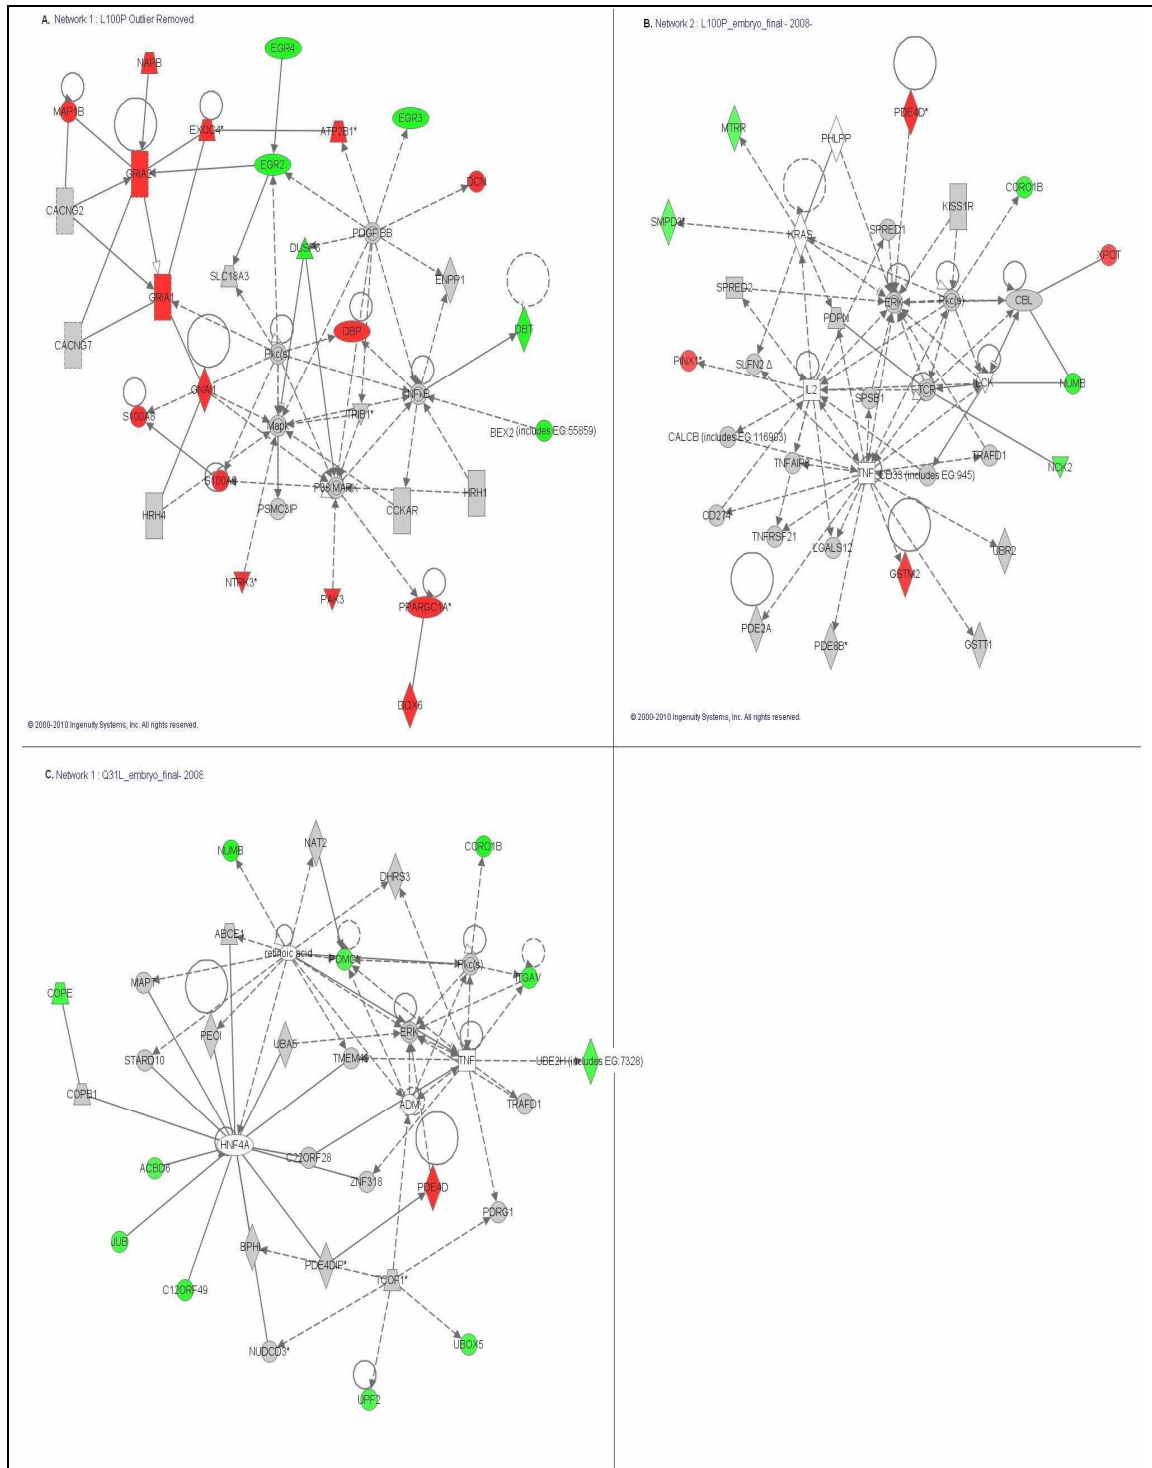 A. Network 1 : L100P Outlier Removed
EGR4
NAPB
MAP1B
EXOC4*
ATP2B1*
EGR3
GRIA2
EGR2
DCN
CACNG2
PDGF BB
DUSP6
SLC18A3
ENPP1
GRIA1
DBP
DBT
CACNG7
Pkc(s)
GNAI1
NFkB
S100A8
TRIB1*
Mapk
BEX2 (includes EG:55859)
S100A9
P38 MAPK
HRH1
HRH4
PSMC3IP
CCKAR
NTRK3*
PAK3
PPARGC1A*
DDX6
© 2000-2010 Ingenuity Systems, Inc. All rights reserved.
B. Network 2 : L100P_embryo_final - 2008-
PDE4D*
MTRR
PHLPP
CORO1B
KISS1R
SMPD3*
KRAS
SPRED1
XPOT
SPRED2
ERK
Pkc(s)
CBL
PDPN
PINX1*
SLFN2 Δ
IL2
SPSB1
TCR
LCK
NUMB
CALCB (includes EG:116903)
TNFAIP8
TNF
CD33 (includes EG:945)
TRAFD1
NCK2
CD274
TNFRSF21
LGALS12
UBR2
GSTM2
PDE2A
PDE8B*
GSTT1
© 2000-2010 Ingenuity Systems, Inc. All rights reserved.
C. Network 1 : Q31L_embryo_final- 2008
NUMB
NAT2
CORO1B
DHRS3
ABCE1
retinoic acid
POMC*
Pkc(s)
ITGAV
MAP7
COPE
PECI
UBA5
ERK
STARD10
TMEM49
TNF
UBE2H (includes EG:7328)
COPB1
ADM
TRAFD1
HNF4A
C22ORF28
ACBD6
ZNF318
PDE4D
PDRG1
JUB
BPHL
PDE4DIP*
TCOF1*
C12ORF49
UBOX5
NUDCD3*
UPF2